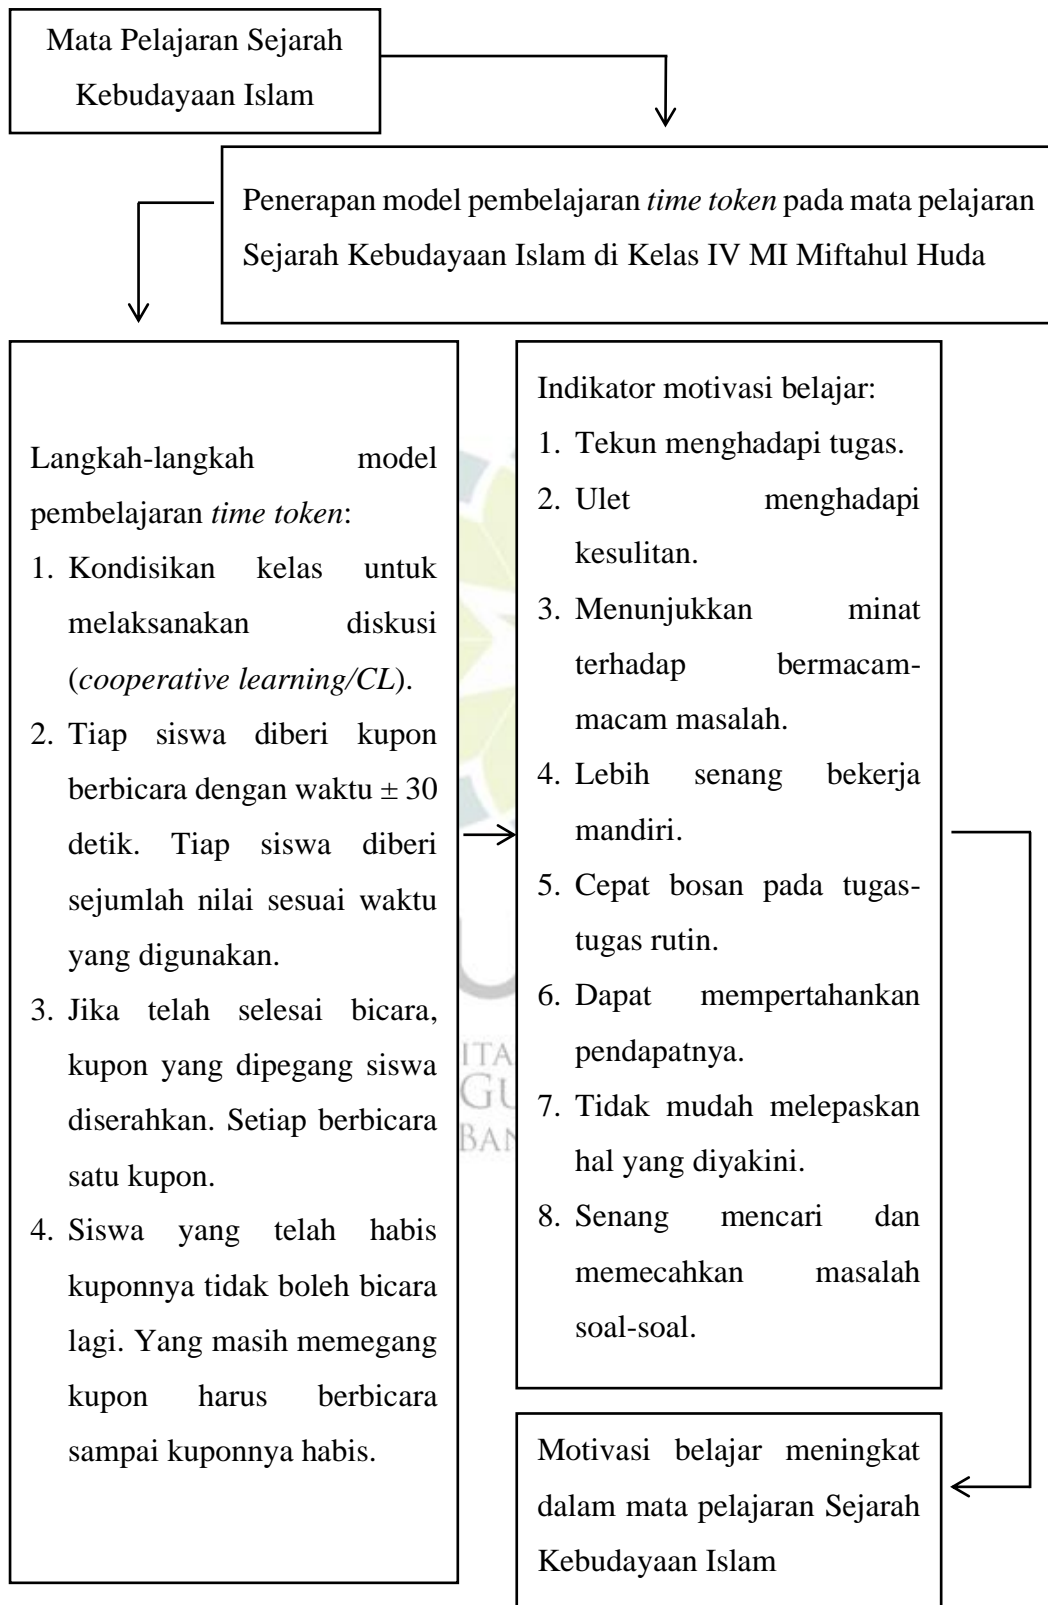 Mata Pelajaran Sejarah
Kebudayaan Islam
Penerapan model pembelajaran time token pada mata pelajaran
Sejarah Kebudayaan Islam di Kelas IV MI Miftahul Huda
Langkah-langkah model
pembelajaran time token:
1. Kondisikan kelas untuk
melaksanakan diskusi
(cooperative learning/CL).
2. Tiap siswa diberi kupon
berbicara dengan waktu ± 30
detik. Tiap siswa diberi
sejumlah nilai sesuai waktu
yang digunakan.
3. Jika telah selesai bicara,
kupon yang dipegang siswa
diserahkan. Setiap berbicara
satu kupon.
4. Siswa yang telah habis
kuponnya tidak boleh bicara
lagi. Yang masih memegang
kupon harus berbicara
sampai kuponnya habis.
Indikator motivasi belajar:
1. Tekun menghadapi tugas.
2. Ulet menghadapi
kesulitan.
3. Menunjukkan minat
terhadap bermacam-
macam masalah.
4. Lebih senang bekerja
mandiri.
5. Cepat bosan pada tugas-
tugas rutin.
6. Dapat mempertahankan
pendapatnya.
7. Tidak mudah melepaskan
hal yang diyakini.
8. Senang mencari dan
memecahkan masalah
soal-soal.
Motivasi belajar meningkat
dalam mata pelajaran Sejarah
Kebudayaan Islam